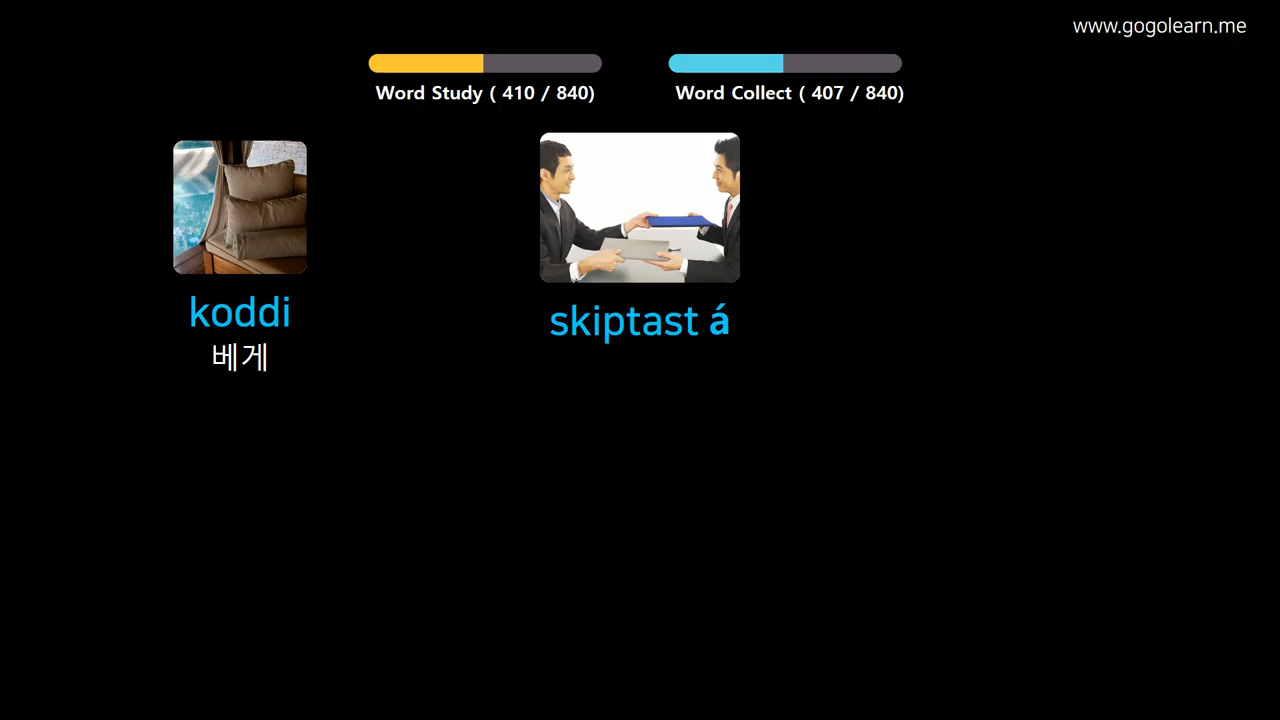 www.gogolearn.me
Word Study ( 410 / 840)
Word Collect ( 407 / 840)
koddi
베게
skiptast á